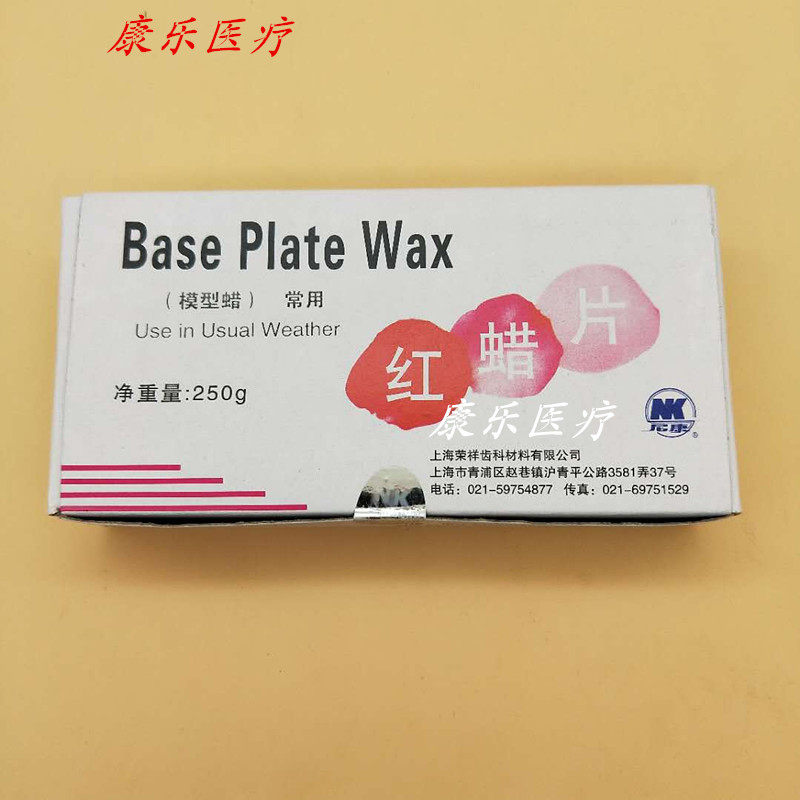 康乐医疗
Base Plate Wax
(模型蜡) 常用
Use in Usual Weather
红蜡片
净重量:250g
康乐医疗
NK
尼康®
上海荣祥齿科材料有限公司
上海市青浦区赵巷镇沪青平公路3581弄37号
电话:021-59754877 传真:021-69751529
NK